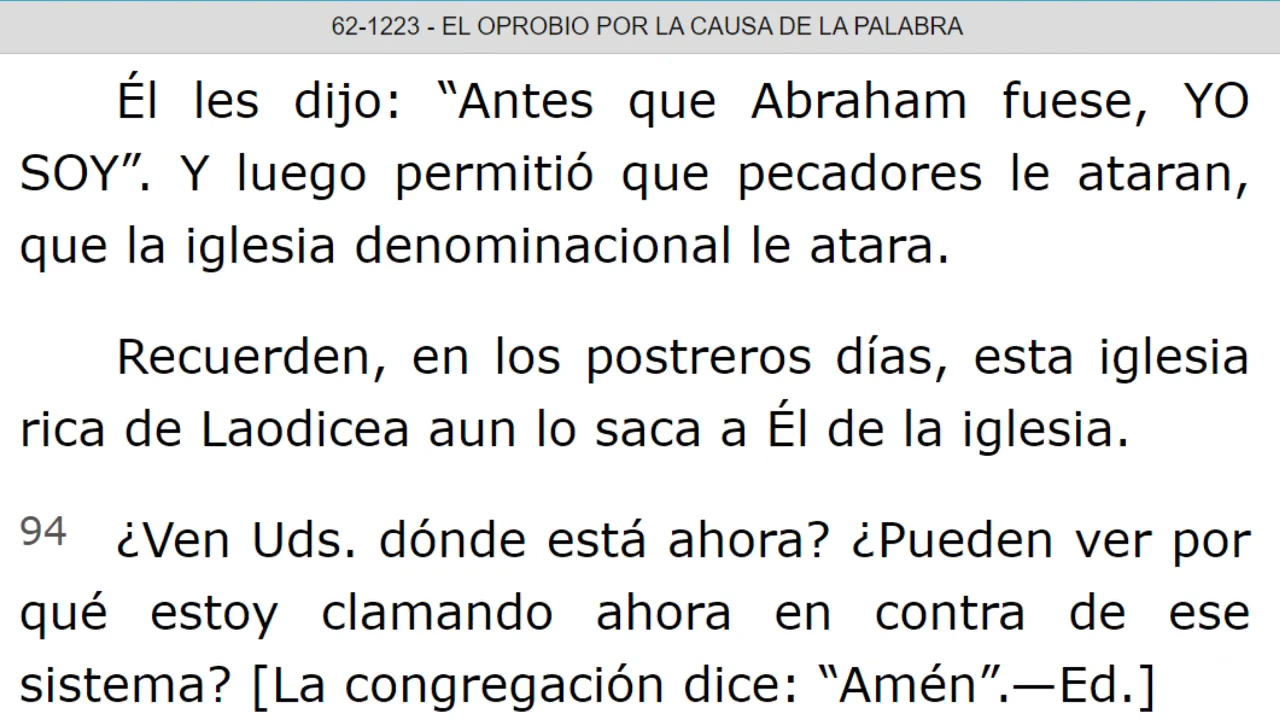 62-1223 - EL OPROBIO POR LA CAUSA DE LA PALABRA
Él les dijo: “Antes que Abraham fuese, YO
SOY”. Y luego permitió que pecadores le ataran,
que la iglesia denominacional le atara.
Recuerden, en los postreros días, esta iglesia
rica de Laodicea aun lo saca a Él de la iglesia.
94 ¿Ven Uds. dónde está ahora? ¿Pueden ver por
qué estoy clamando ahora en contra de ese
sistema? [La congregación dice: “Amén”.—Ed.]